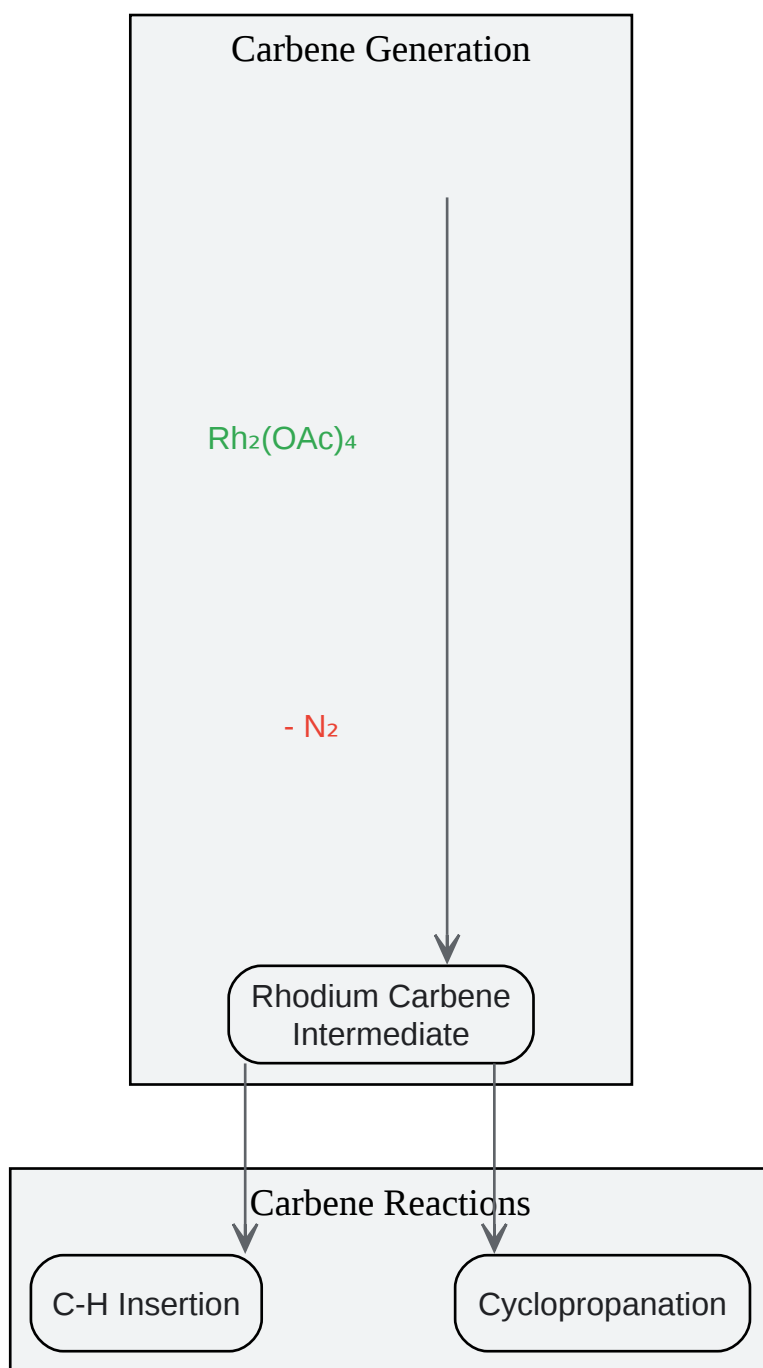 Carbene Generation
Rh₂(OAc)₄
- N₂
Rhodium Carbene
Intermediate
Carbene Reactions
C-H Insertion
Cyclopropanation